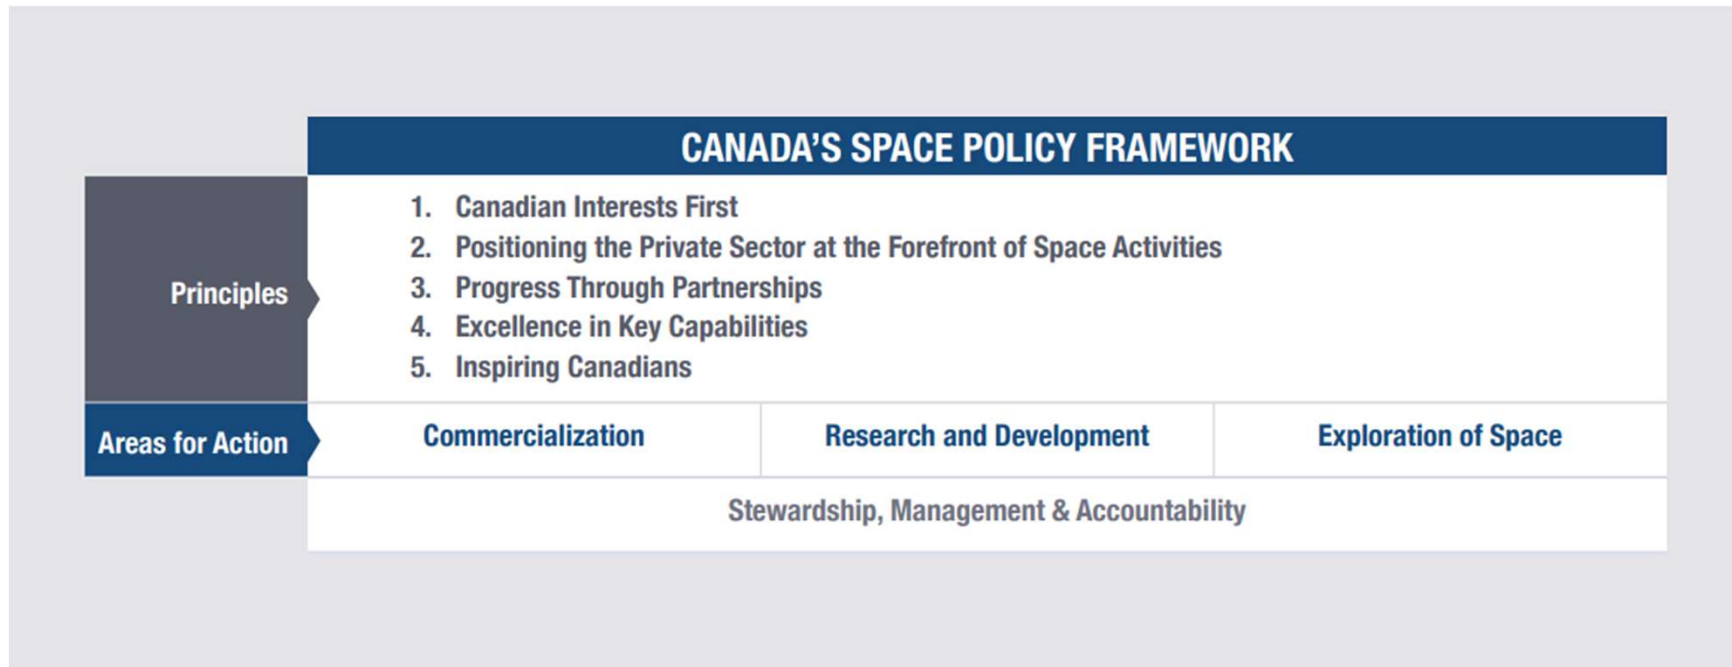 CANADA’S SPACE POLICY FRAMEWORK
Principles
1. Canadian Interests First
2. Positioning the Private Sector at the Forefront of Space Activities
3. Progress Through Partnerships
4. Excellence in Key Capabilities
5. Inspiring Canadians
Areas for Action
Commercialization
Research and Development
Exploration of Space
Stewardship, Management & Accountability